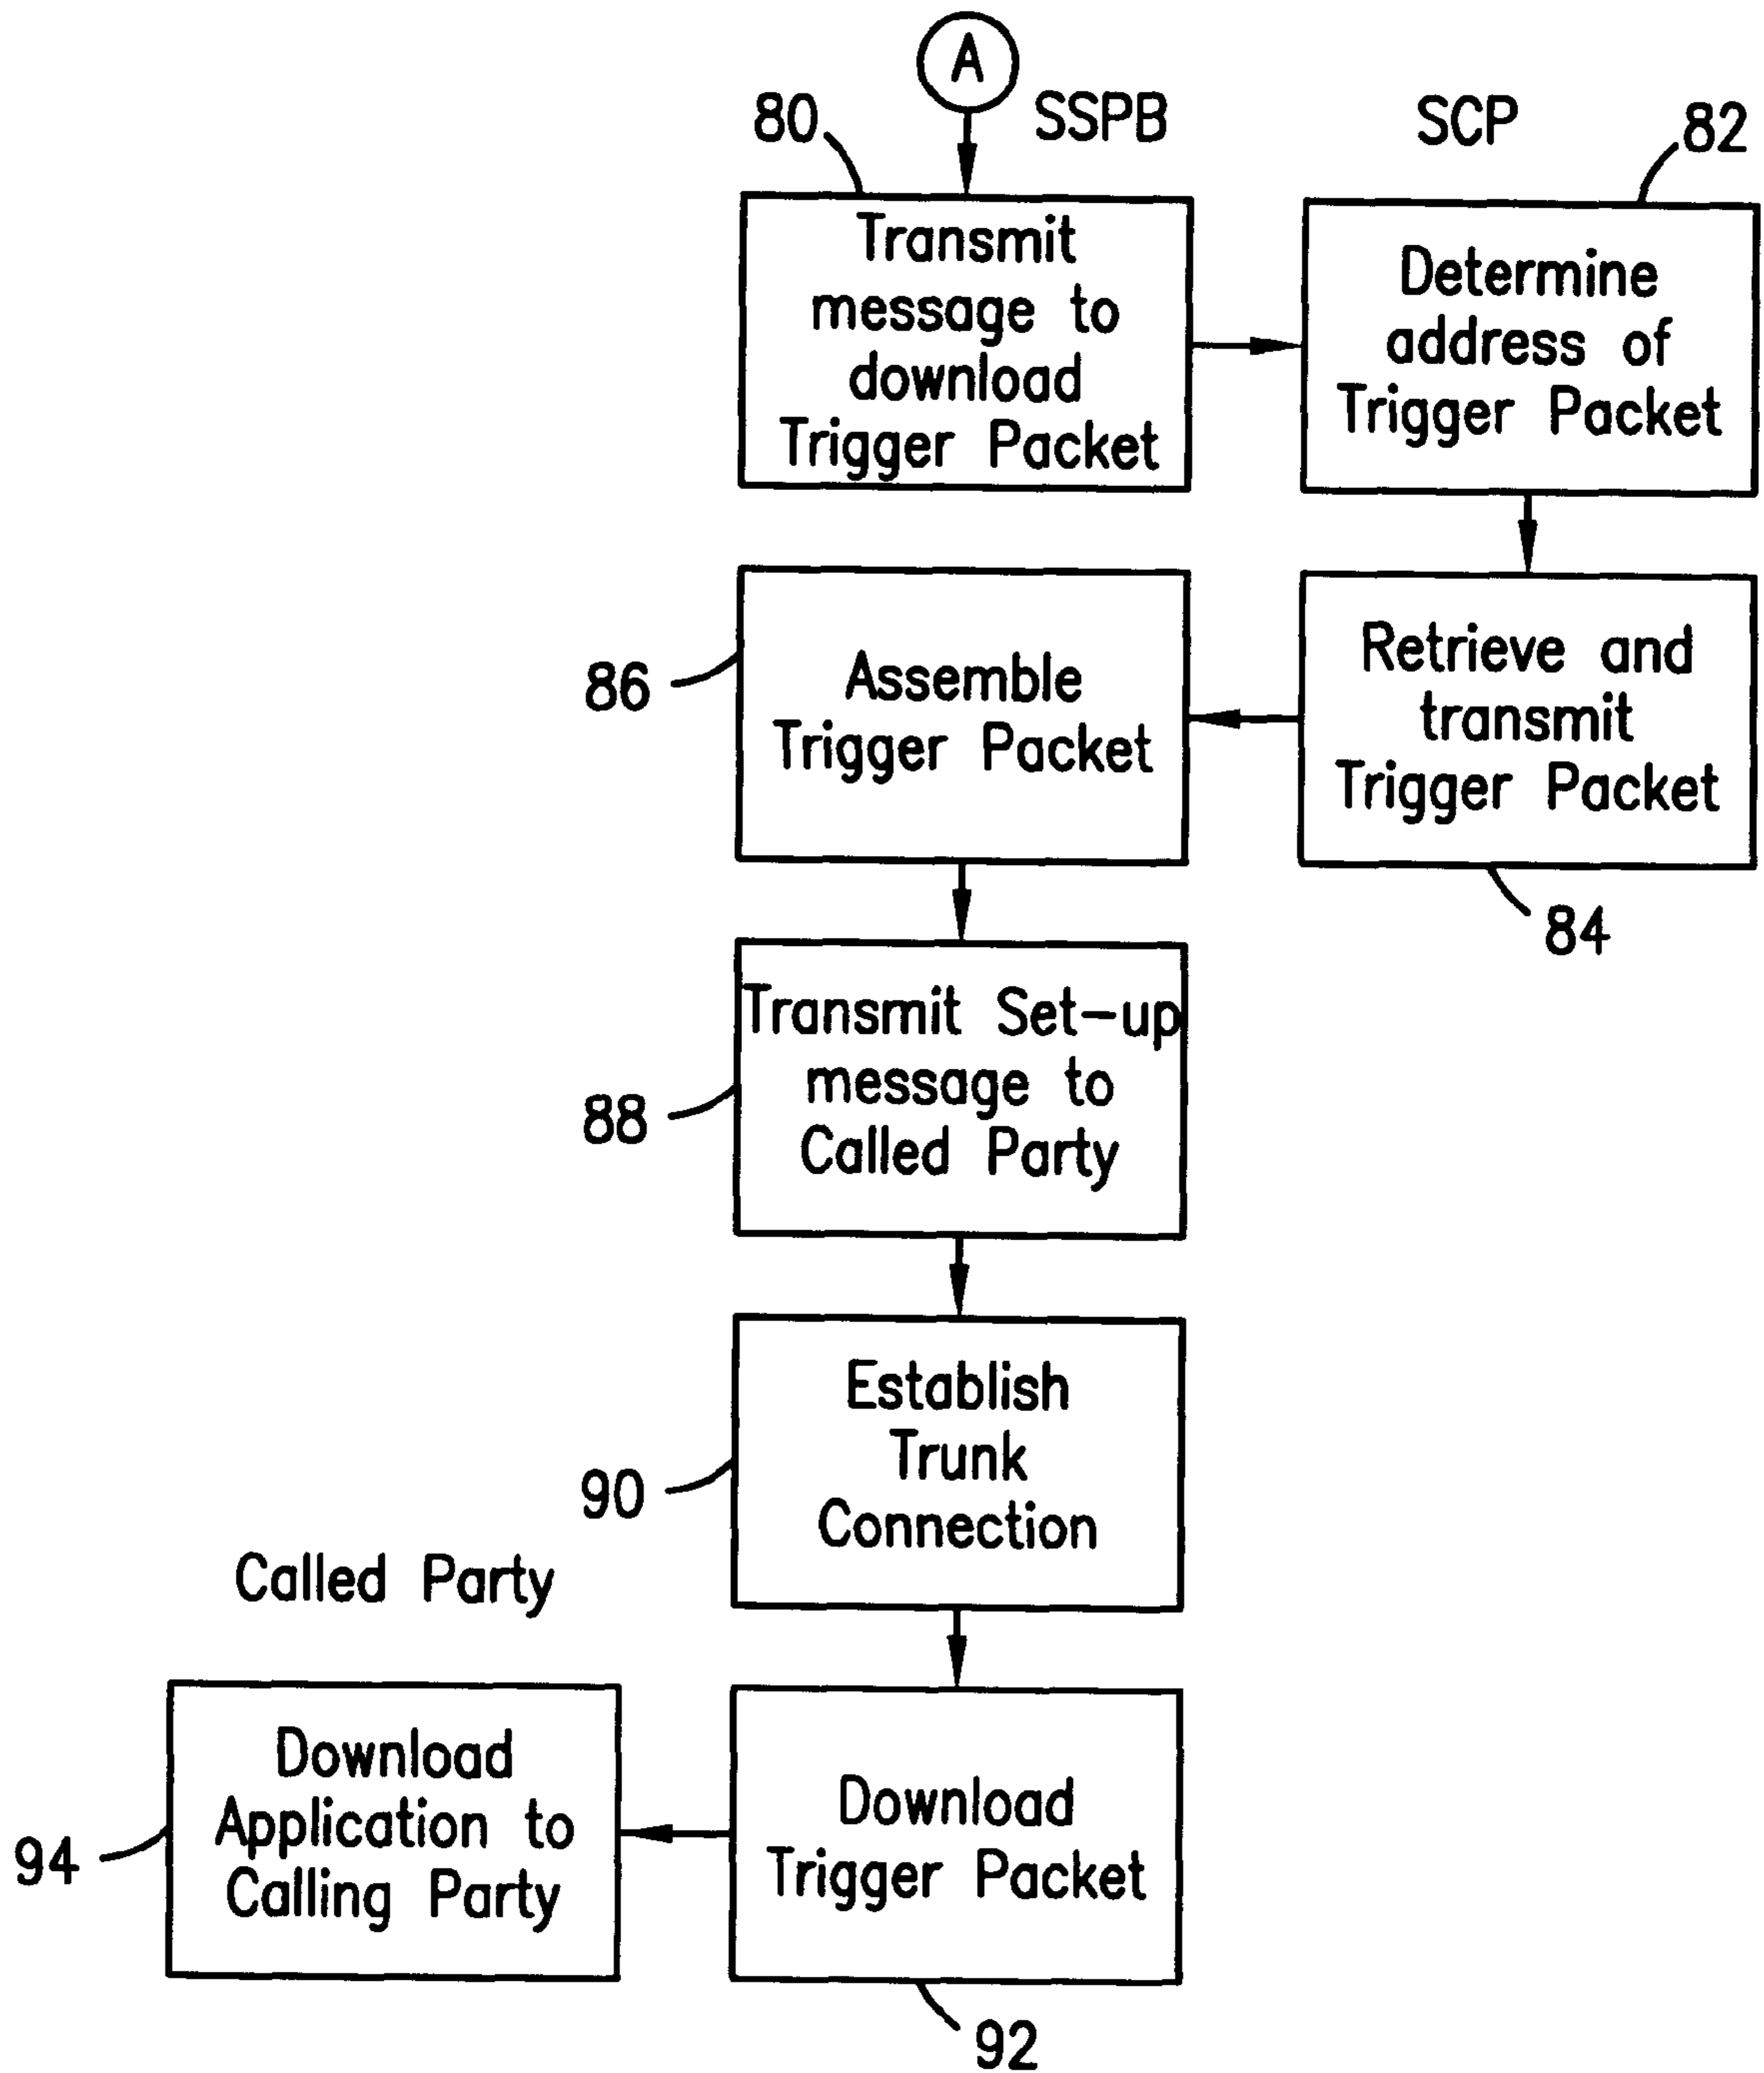 A
80
SSPB
SCP
82
Transmit
message to
download
Trigger Packet
Determine
address of
Trigger Packet
86
Assemble
Trigger Packet
Retrieve and
transmit
Trigger Packet
84
Transmit Set-up
message to
Called Party
88
Establish
Trunk
Connection
90
Called Party
Download
Application to
Calling Party
94
Download
Trigger Packet
92